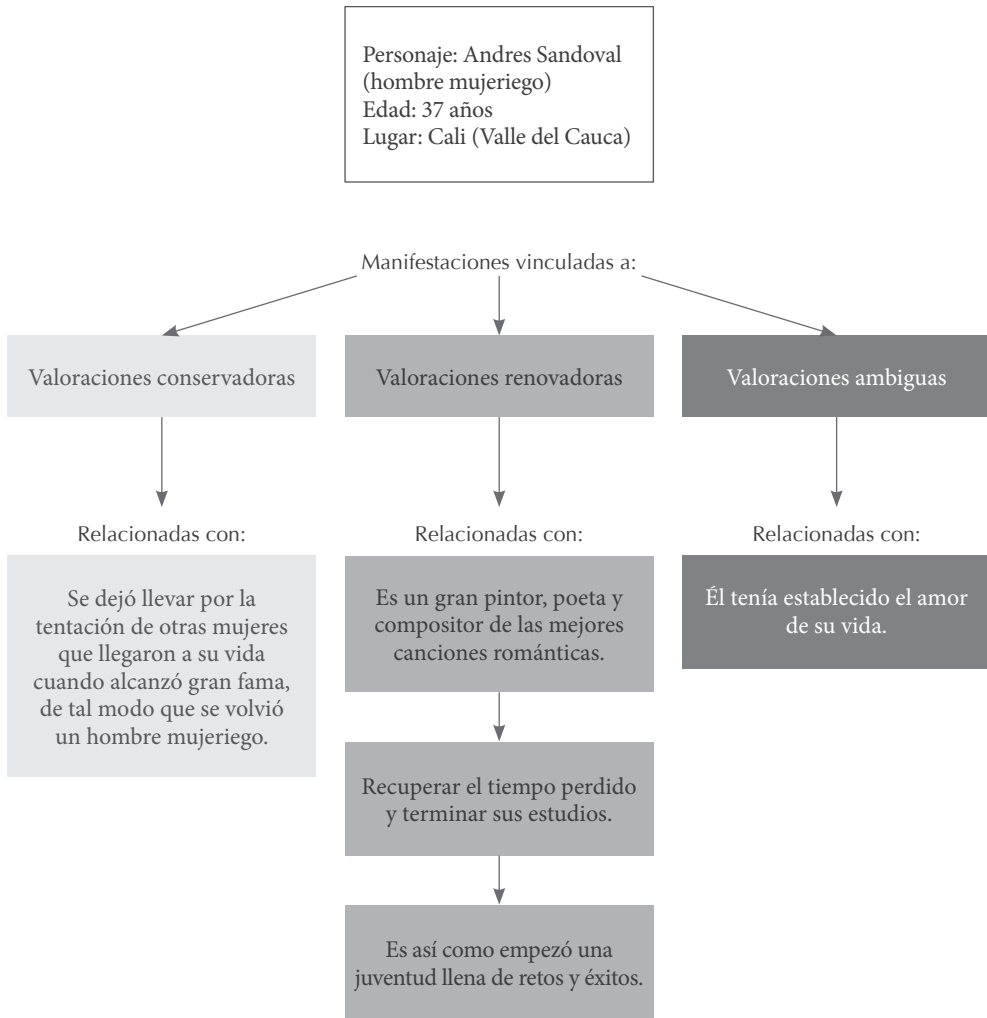 Personaje: Andres Sandoval
(hombre mujeriego)
Edad: 37 años
Lugar: Cali (Valle del Cauca)
Manifestaciones vinculadas a:
Valoraciones conservadoras
Valoraciones renovadoras
Valoraciones ambiguas
Relacionadas con:
Relacionadas con:
Relacionadas con:
Se dejó llevar por la
tentación de otras mujeres
que llegaron a su vida
cuando alcanzó gran fama,
de tal modo que se volvió
un hombre mujeriego.
Es un gran pintor, poeta y
compositor de las mejores
canciones románticas.
Él tenía establecido el amor
de su vida.
Recuperar el tiempo perdido
y terminar sus estudios.
Es así como empezó una
juventud llena de retos y éxitos.